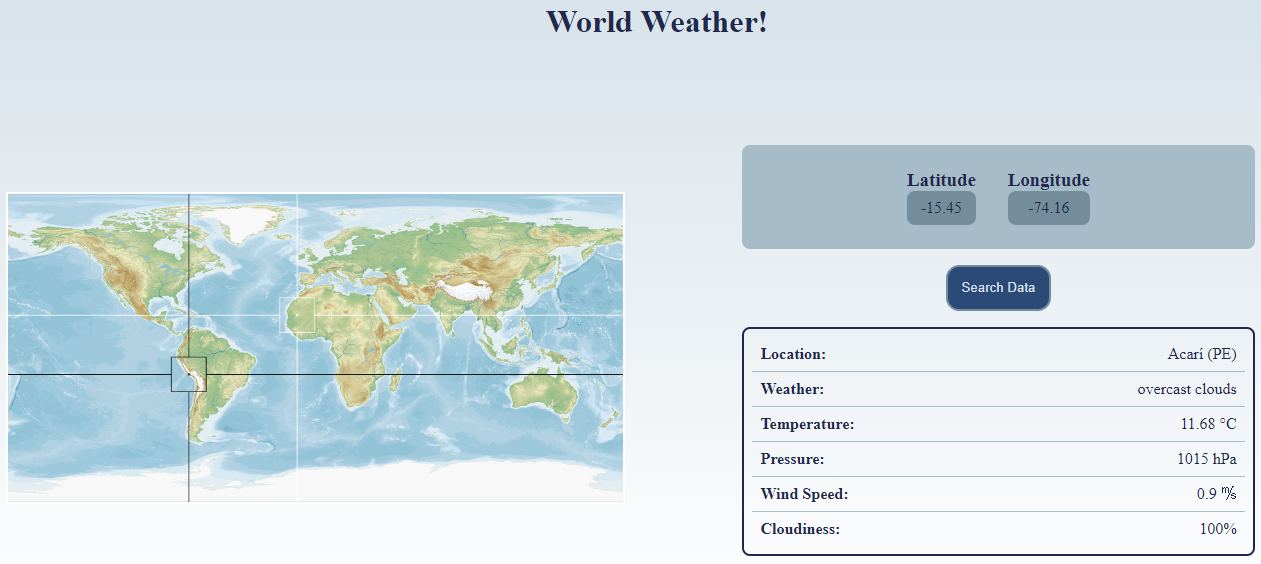 World Weather!
Latitude Longitude
-15.45 -74.16
Search Data
Location: Acarí (PE)
Weather: overcast clouds
Temperature: 11.68 °C
Pressure: 1015 hPa
Wind Speed: 0.9 m/s
Cloudiness: 100%